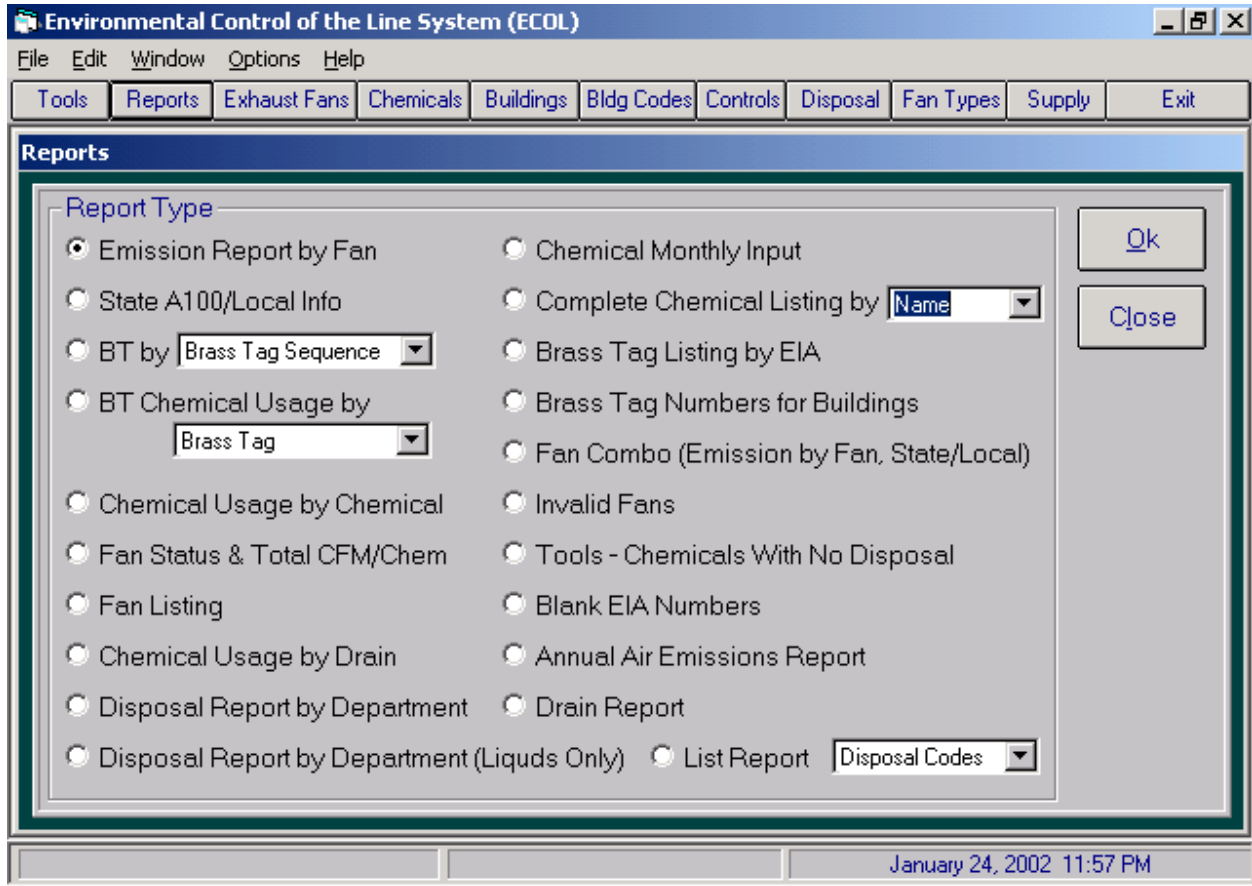 Environmental Control of the Line System (ECOL)
File Edit Window Options Help
Tools Reports Exhaust Fans Chemicals Buildings Bldg Codes Controls Disposal Fan Types Supply Exit
Reports
Report Type
Emission Report by Fan
State A100/Local Info
BT by Brass Tag Sequence
BT Chemical Usage by
Brass Tag
Chemical Usage by Chemical
Fan Status & Total CFM/Chem
Fan Listing
Chemical Usage by Drain
Disposal Report by Department
Disposal Report by Department (Liquds Only)
Chemical Monthly Input
Complete Chemical Listing by Name
Brass Tag Listing by EIA
Brass Tag Numbers for Buildings
Fan Combo (Emission by Fan, State/Local)
Invalid Fans
Tools - Chemicals With No Disposal
Blank EIA Numbers
Annual Air Emissions Report
Drain Report
List Report Disposal Codes
Ok
Close
January 24, 2002 11:57 PM